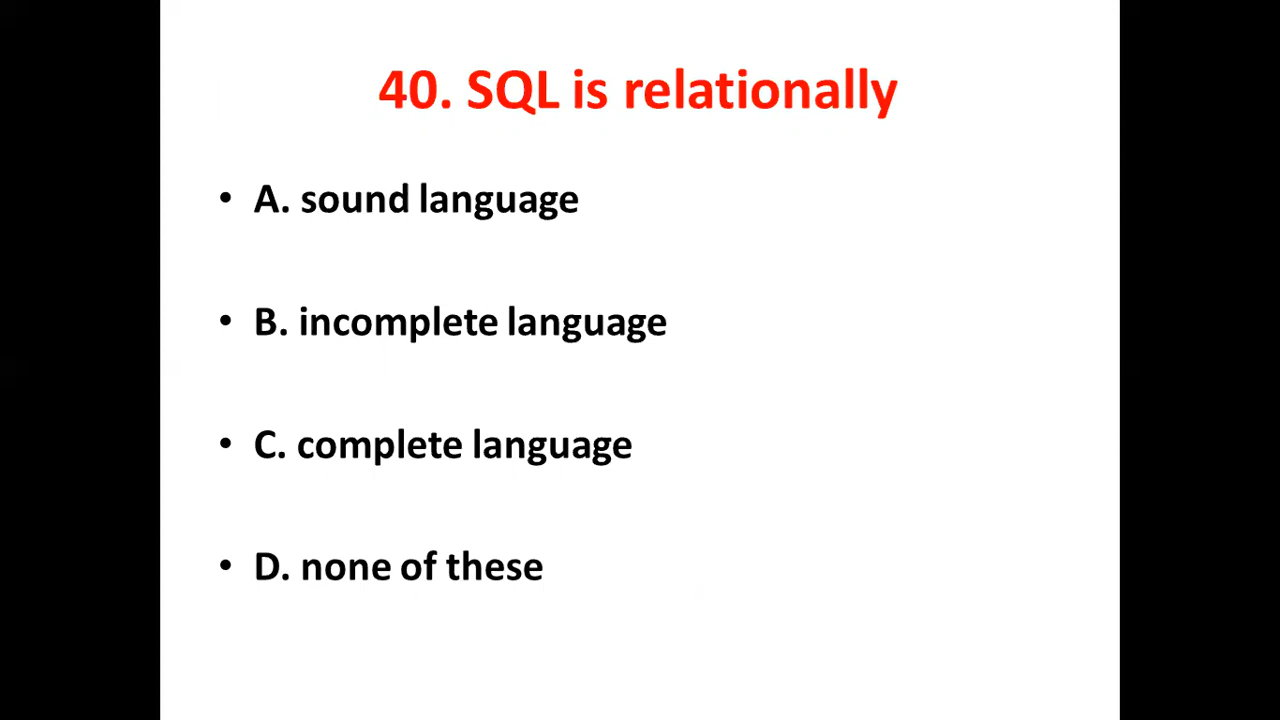 40. SQL is relationally
• A. sound language
• B. incomplete language
• C. complete language
• D. none of these